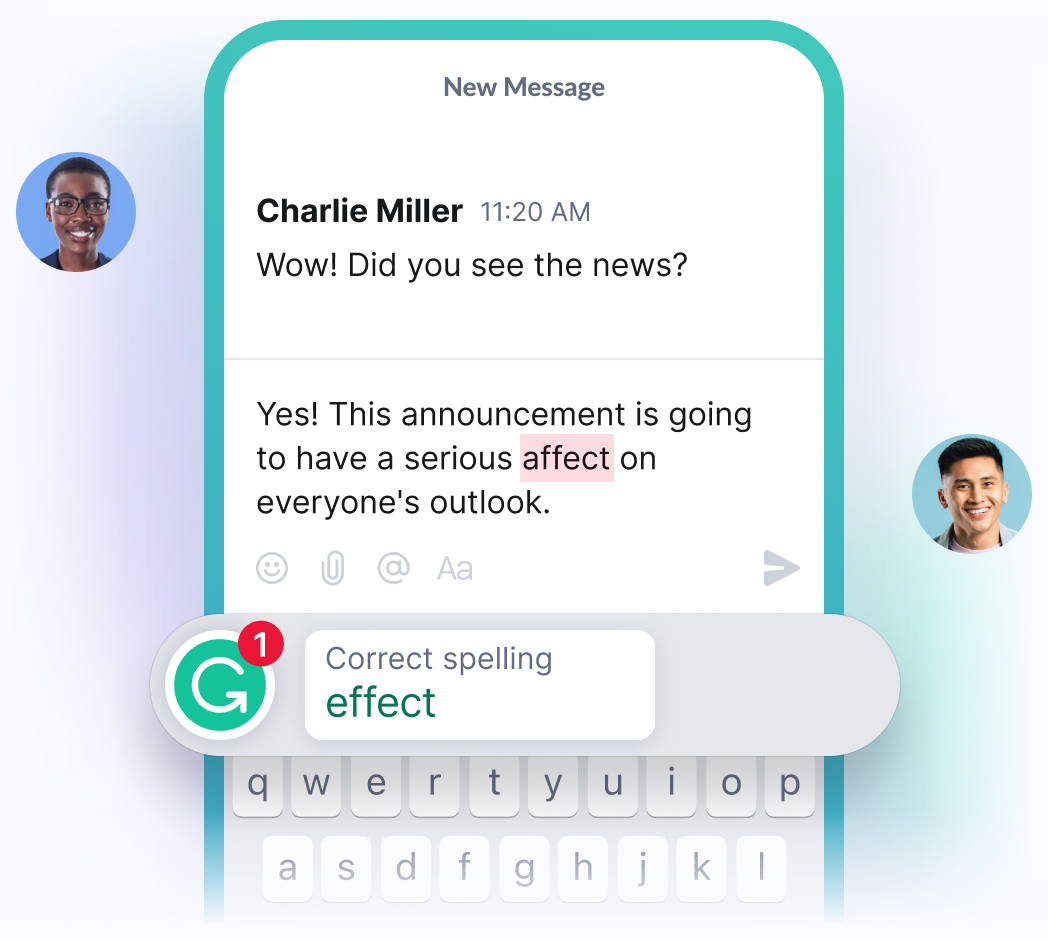 New Message
Charlie Miller 11:20 AM
Wow! Did you see the news?
Yes! This announcement is going
to have a serious affect on
everyone's outlook.
@ Aa
1
G
Correct spelling
effect
q w e r t y u i o p
a s d f g h j k l